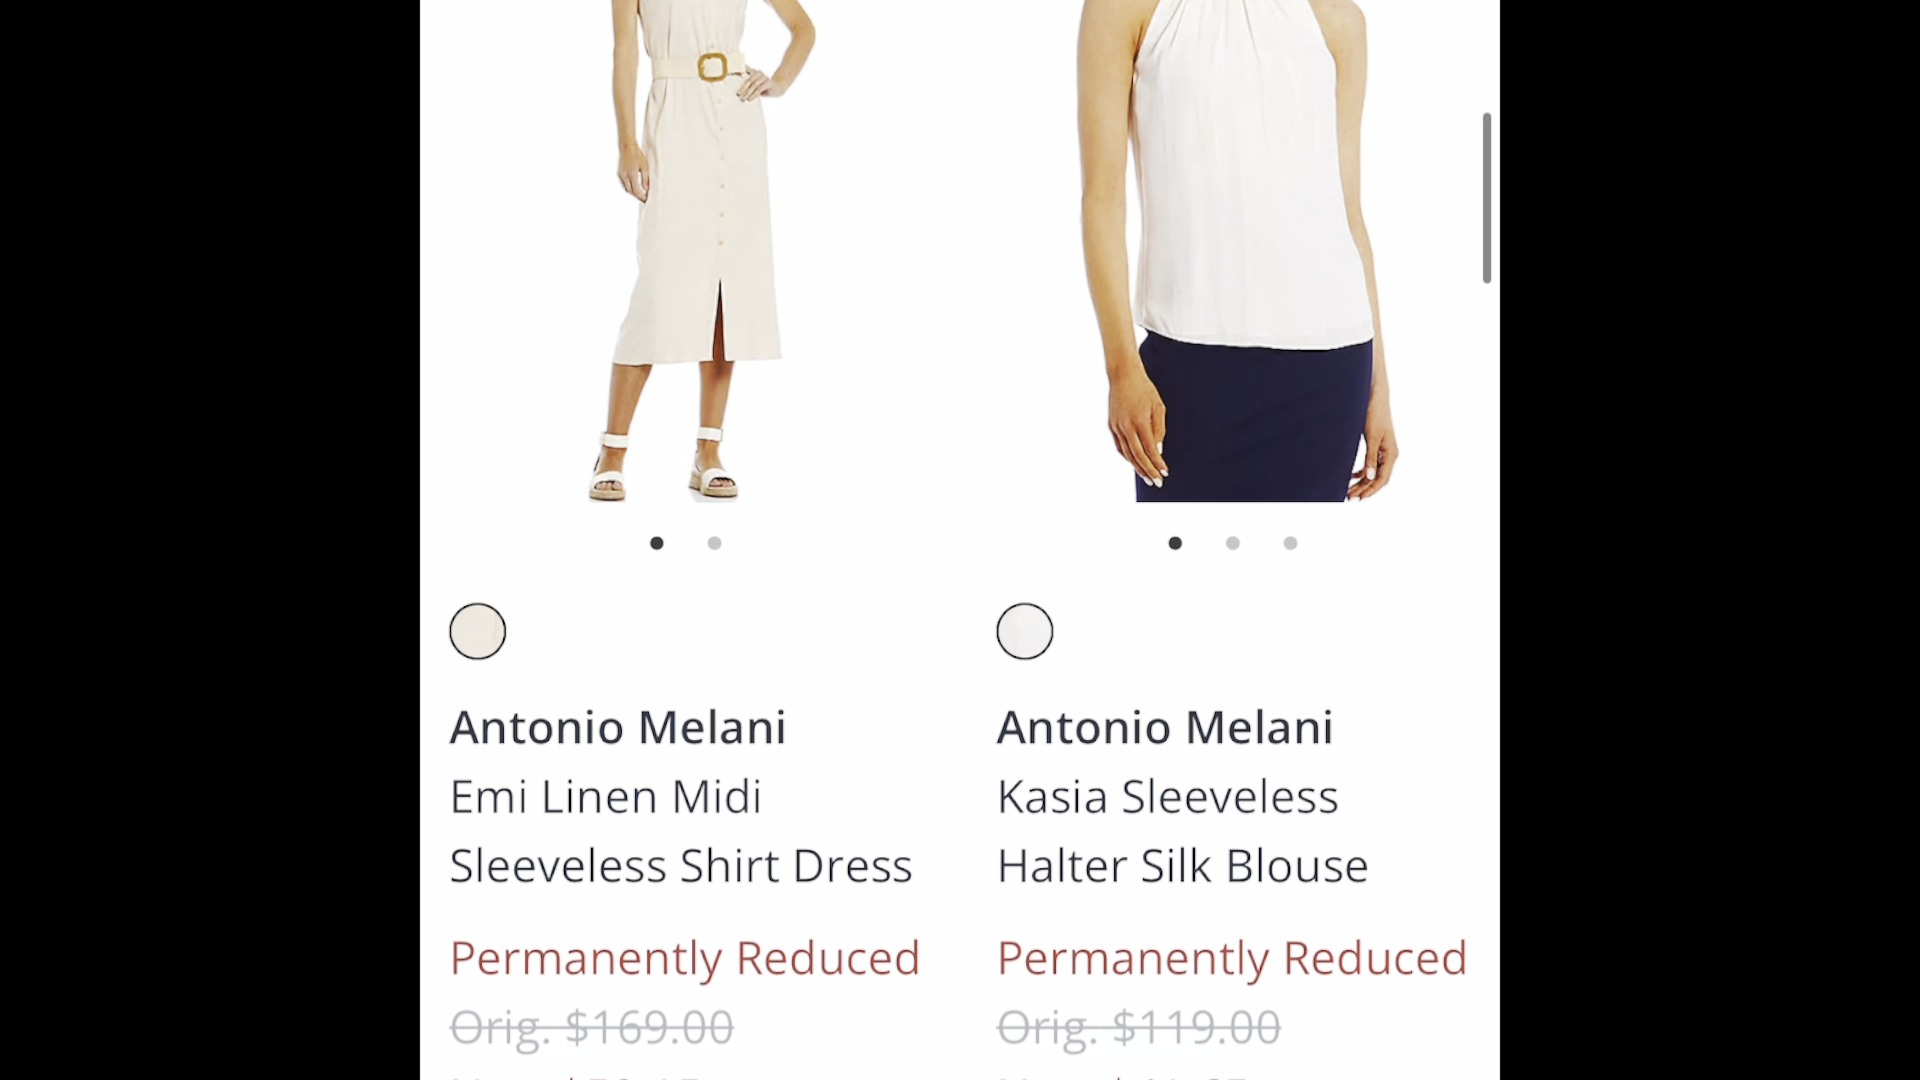 Antonio Melani
Emi Linen Midi
Sleeveless Shirt Dress
Permanently Reduced
Orig. $169.00
Antonio Melani
Kasia Sleeveless
Halter Silk Blouse
Permanently Reduced
Orig. $119.00